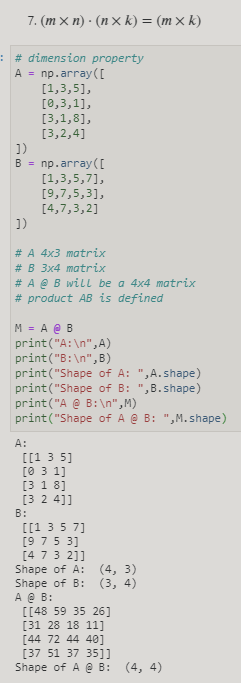 7. (m × n) · (n × k) = (m × k)
: # dimension property
A = np.array([
[1,3,5],
[0,3,1],
[3,1,8],
[3,2,4]
])
B = np.array([
[1,3,5,7],
[9,7,5,3],
[4,7,3,2]
])
# A 4x3 matrix
# B 3x4 matrix
# A @ B will be a 4x4 matrix
# product AB is defined
M = A @ B
print("A:\n",A)
print("B:\n",B)
print("Shape of A: ",A.shape)
print("Shape of B: ",B.shape)
print("A @ B:\n",M)
print("Shape of A @ B: ",M.shape)
A:
[[1 3 5]
[0 3 1]
[3 1 8]
[3 2 4]]
B:
[[1 3 5 7]
[9 7 5 3]
[4 7 3 2]]
Shape of A:  (4, 3)
Shape of B:  (3, 4)
A @ B:
[[48 59 35 26]
[31 28 18 11]
[44 72 44 40]
[37 51 37 35]]
Shape of A @ B:  (4, 4)